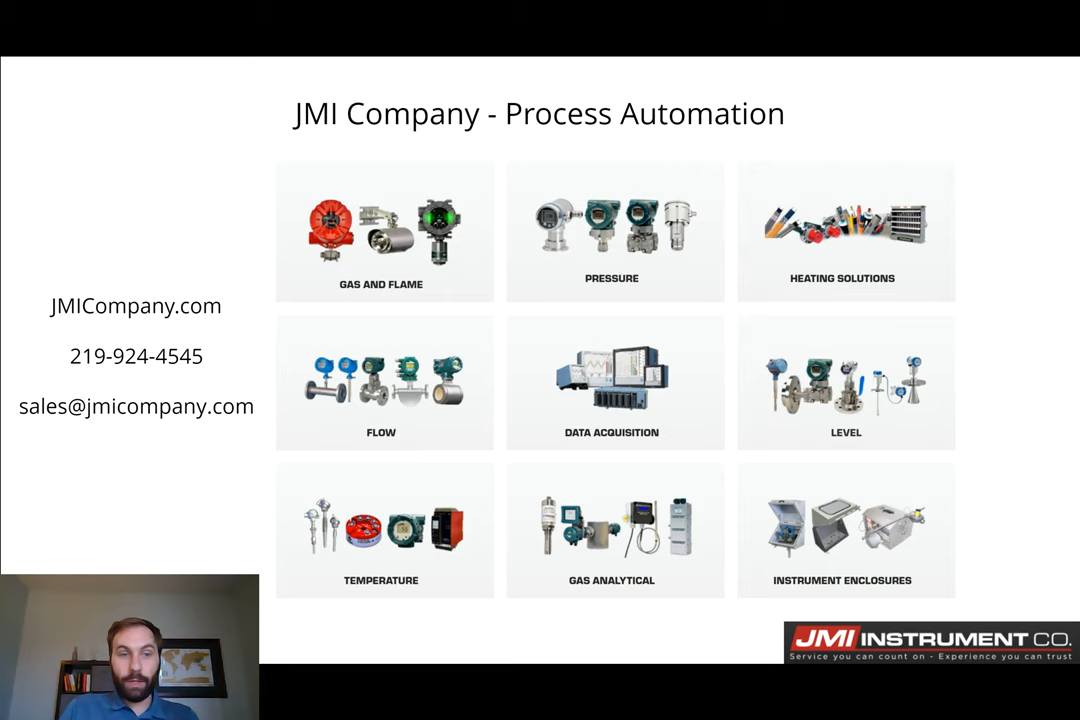 JMI Company - Process Automation
JMICompany.com
219-924-4545
sales@jmicompany.com
GAS AND FLAME
PRESSURE
HEATING SOLUTIONS
FLOW
DATA ACQUISITION
LEVEL
TEMPERATURE
GAS ANALYTICAL
INSTRUMENT ENCLOSURES
JMI INSTRUMENT CO.
Service you can count on - Experience you can trust